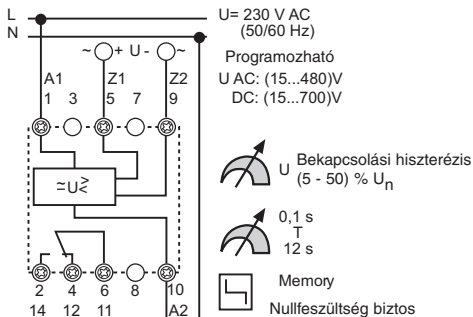 L
N
U= 230 V AC
(50/60 Hz)
~ + U - ~
Programozható
U AC: (15...480)V
DC: (15...700)V
A1 Z1 Z2
1 3 5 7 9
≂U≷
U Bekapcsolási hiszterézis
(5 - 50) % Un
0,1 s
T
12 s
2 4 6 8 10
14 12 11 A2
Memory
Nullfeszültség biztos